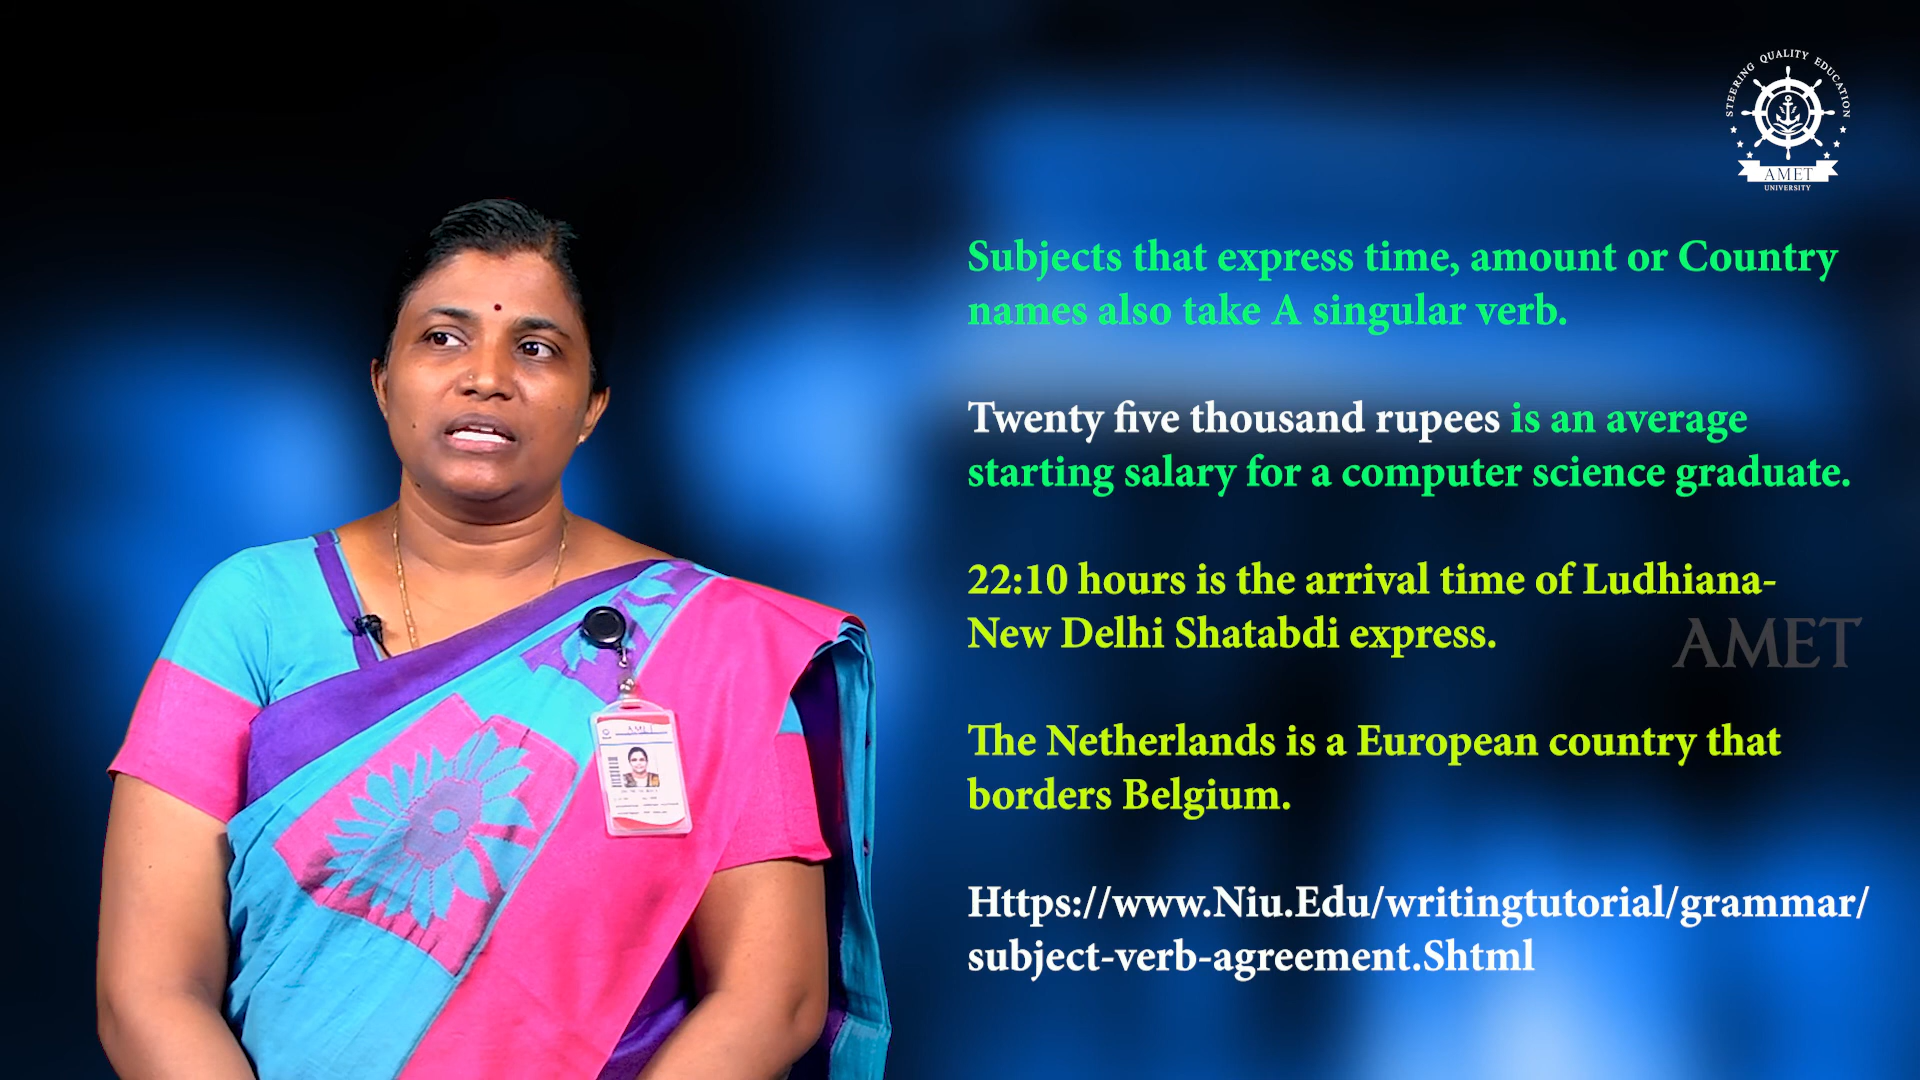 STEERING QUALITY EDUCATION
AMET
UNIVERSITY
Subjects that express time, amount or Country
names also take A singular verb.
Twenty five thousand rupees is an average
starting salary for a computer science graduate.
22:10 hours is the arrival time of Ludhiana-
New Delhi Shatabdi express.
AMET
The Netherlands is a European country that
borders Belgium.
Https://www.Niu.Edu/writingtutorial/grammar/
subject-verb-agreement.Shtml
AMET